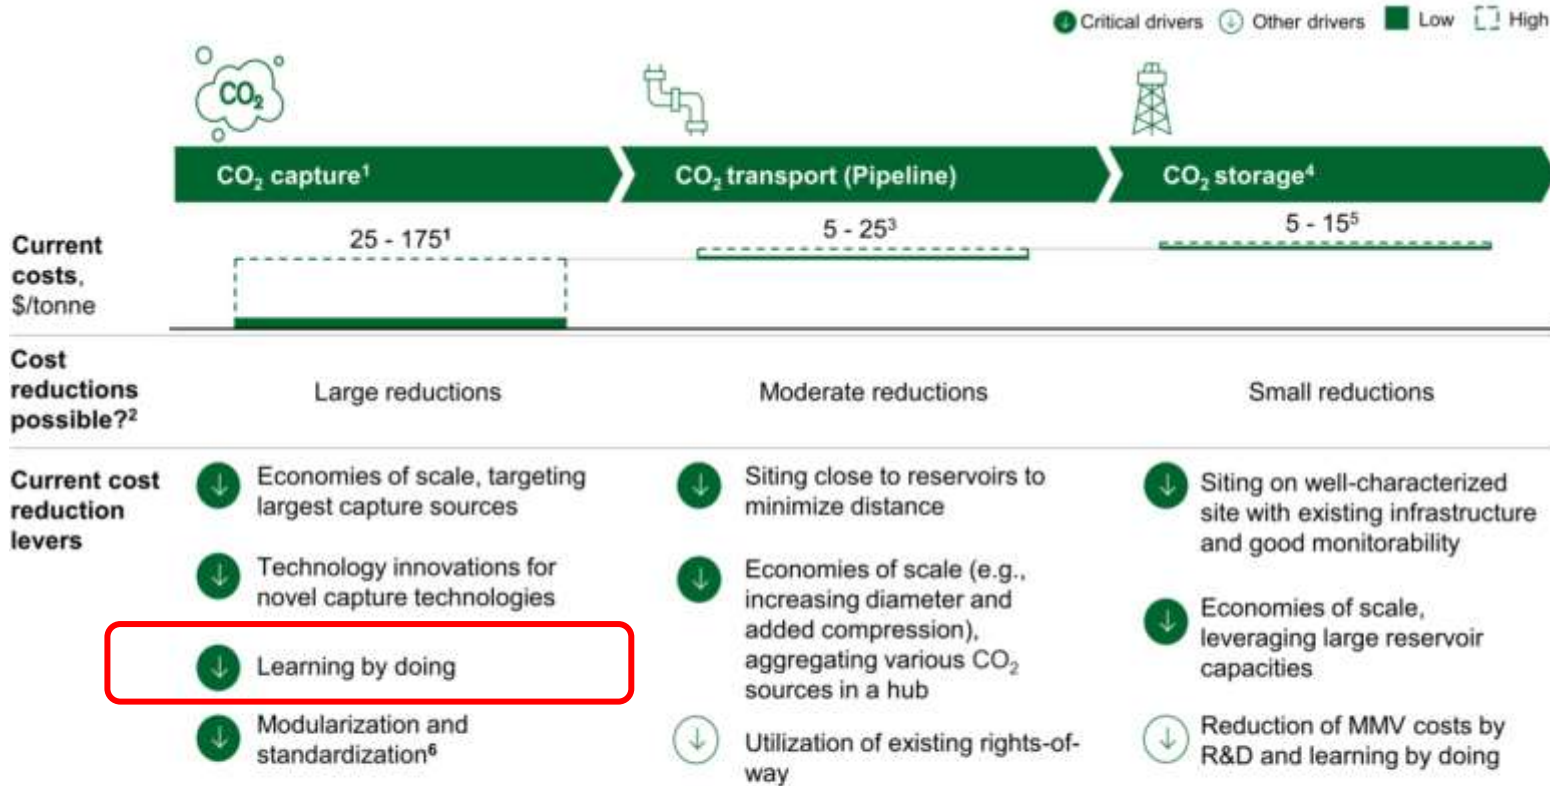 Critical drivers Other drivers Low High
CO₂
CO₂ capture¹
CO₂ transport (Pipeline)
CO₂ storage⁴
Current
costs,
$/tonne
25 - 175¹
5 - 25³
5 - 15⁵
Cost
reductions
possible?²
Large reductions
Moderate reductions
Small reductions
Current cost
reduction
levers
Economies of scale, targeting
largest capture sources
Technology innovations for
novel capture technologies
Learning by doing
Modularization and
standardization⁶
Siting close to reservoirs to
minimize distance
Economies of scale (e.g.,
increasing diameter and
added compression),
aggregating various CO₂
sources in a hub
Utilization of existing rights-of-
way
Siting on well-characterized
site with existing infrastructure
and good monitorability
Economies of scale,
leveraging large reservoir
capacities
Reduction of MMV costs by
R&D and learning by doing